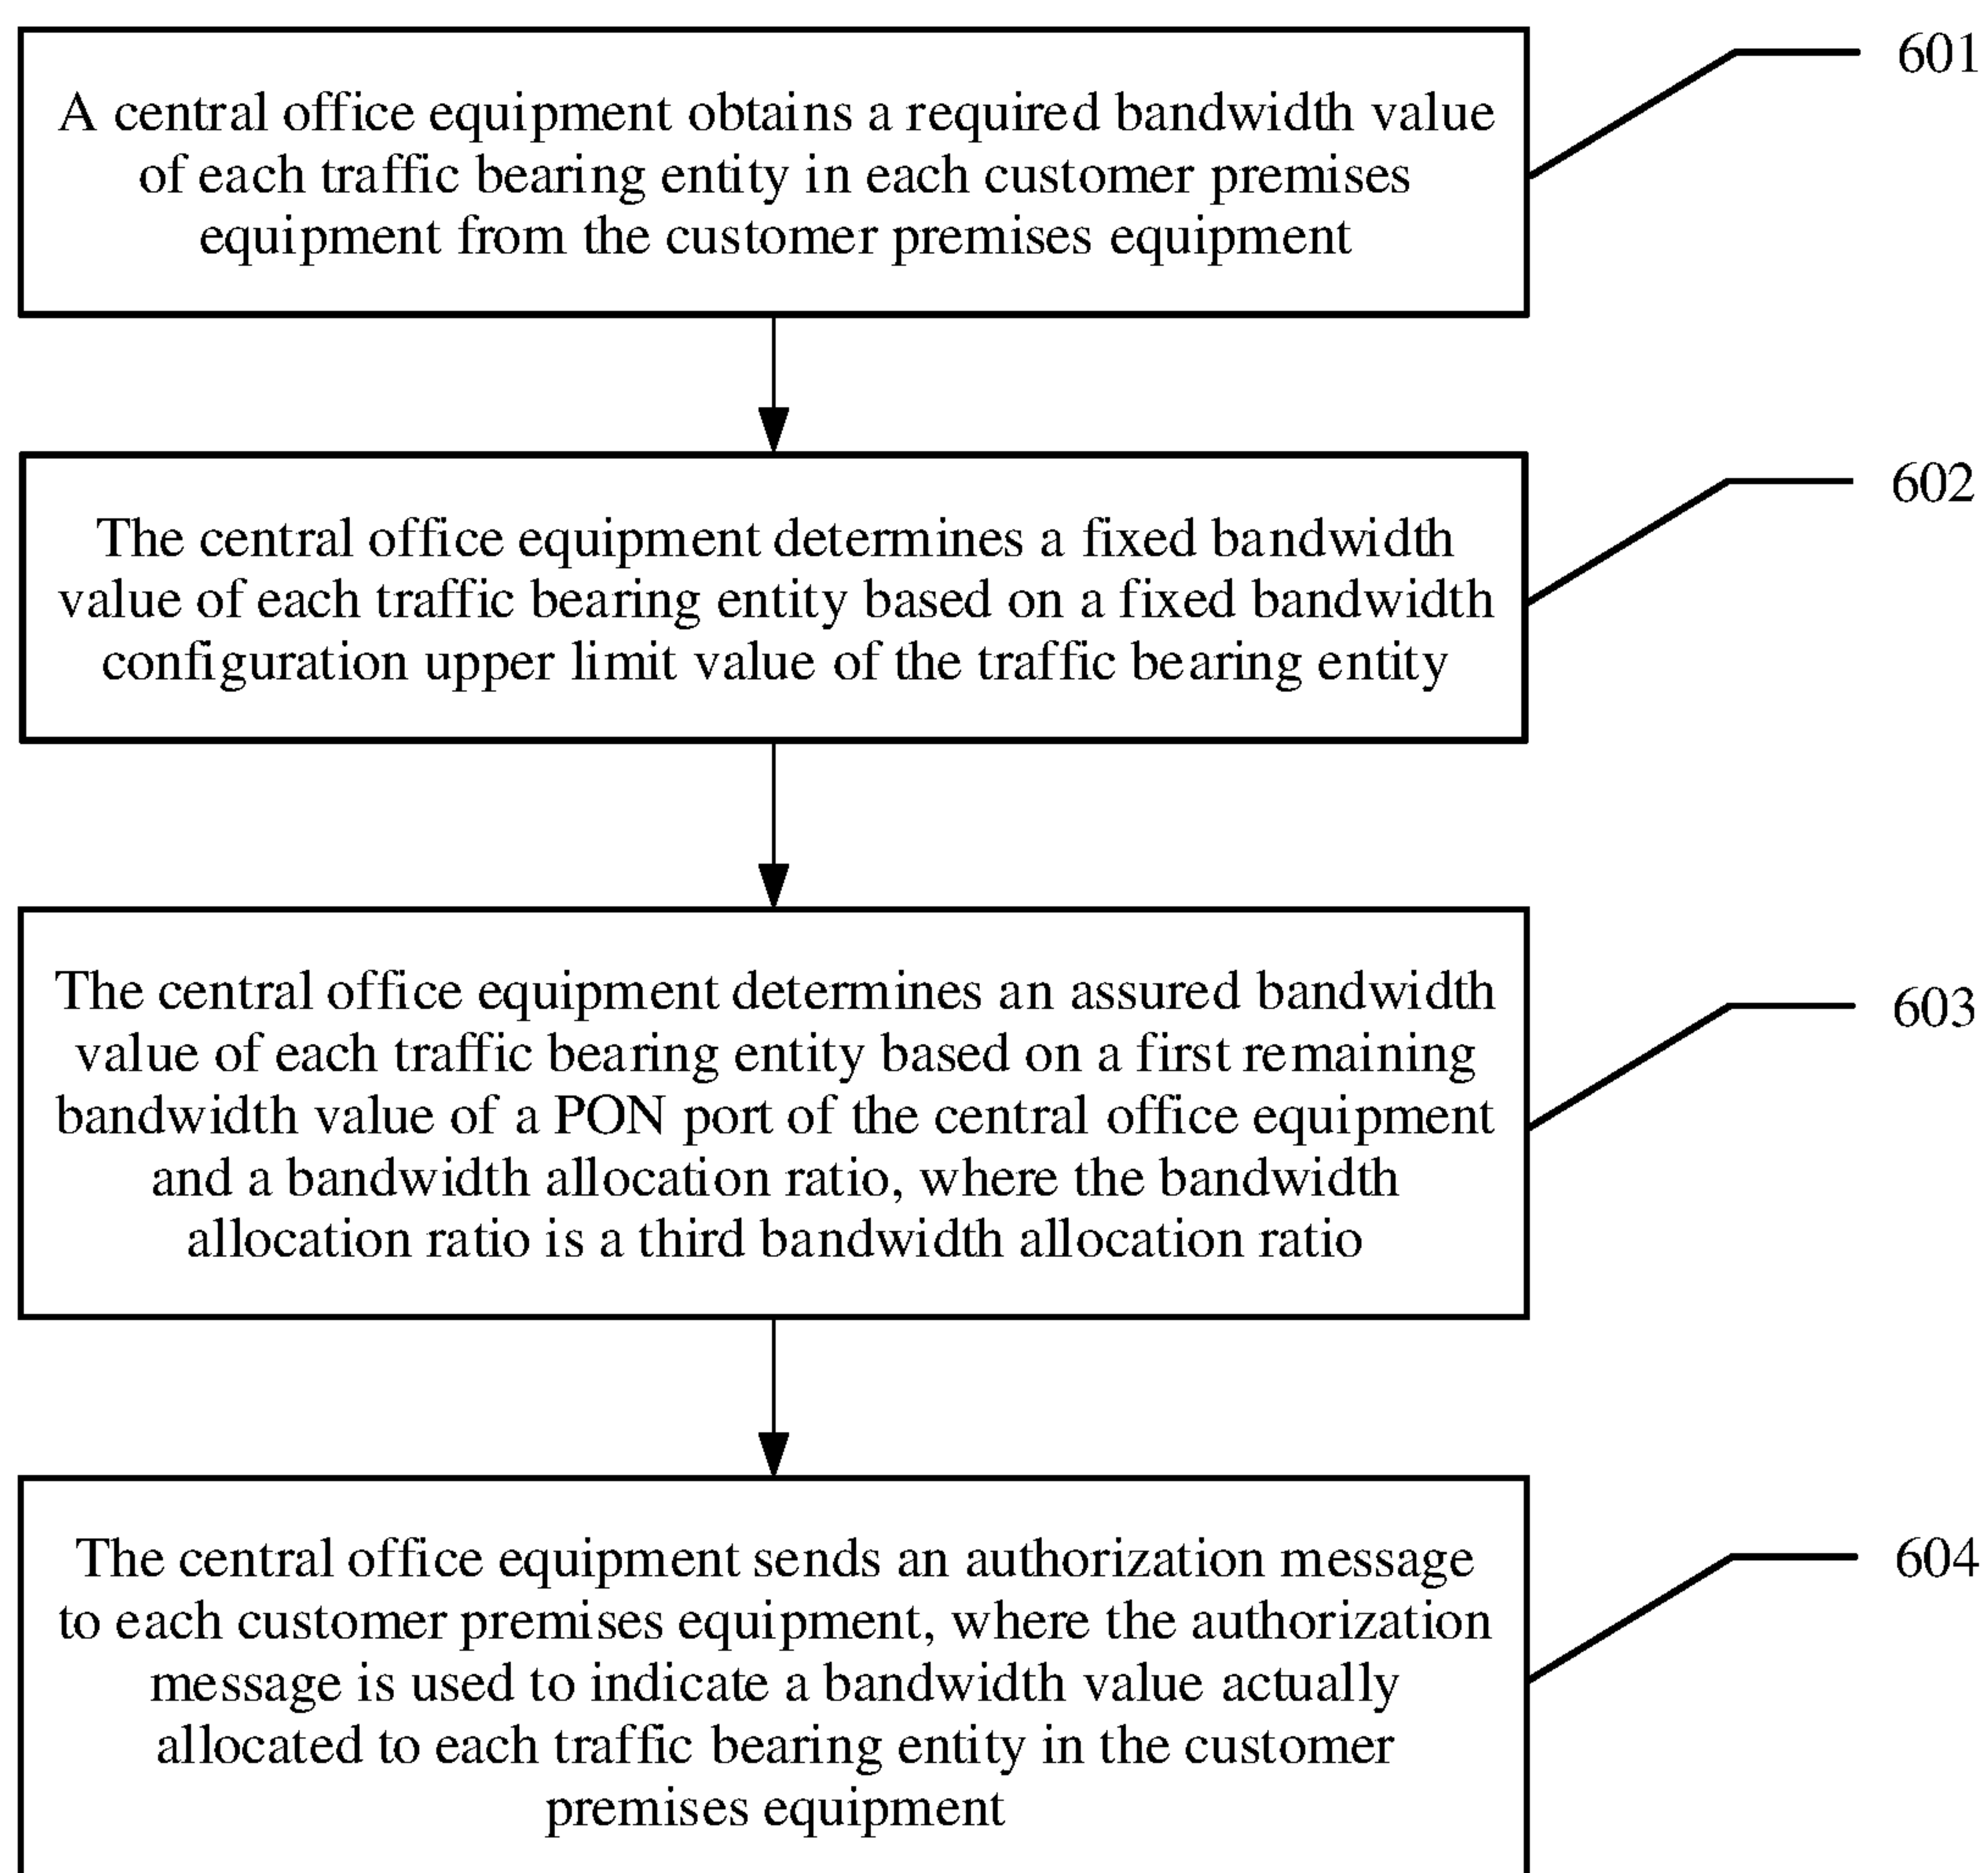 A central office equipment obtains a required bandwidth value
of each traffic bearing entity in each customer premises
equipment from the customer premises equipment
601
The central office equipment determines a fixed bandwidth
value of each traffic bearing entity based on a fixed bandwidth
configuration upper limit value of the traffic bearing entity
602
The central office equipment determines an assured bandwidth
value of each traffic bearing entity based on a first remaining
bandwidth value of a PON port of the central office equipment
and a bandwidth allocation ratio, where the bandwidth
allocation ratio is a third bandwidth allocation ratio
603
The central office equipment sends an authorization message
to each customer premises equipment, where the authorization
message is used to indicate a bandwidth value actually
allocated to each traffic bearing entity in the customer
premises equipment
604